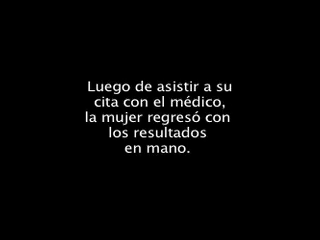 Luego de asistir a su
cita con el médico,
la mujer regresó con
los resultados
en mano.